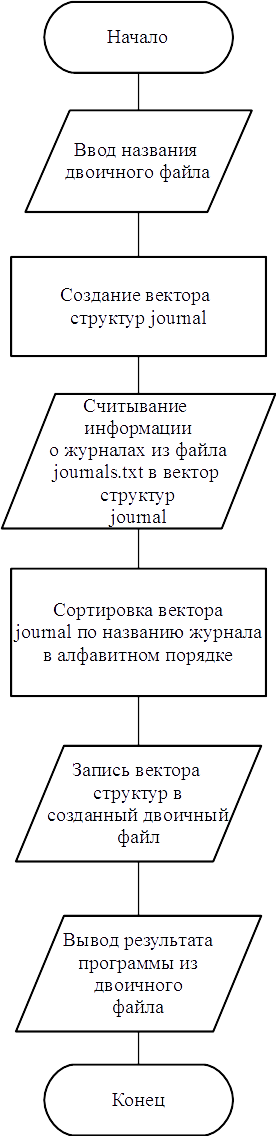 Начало
Ввод названия
двоичного файла
Создание вектора
структур journal
Считывание
информации
о журналах из файла
journals.txt в вектор
структур
journal
Сортировка вектора
journal по названию журнала
в алфавитном порядке
Запись вектора
структур в
созданный двоичный
файл
Вывод результата
программы из
двоичного
файла
Конец